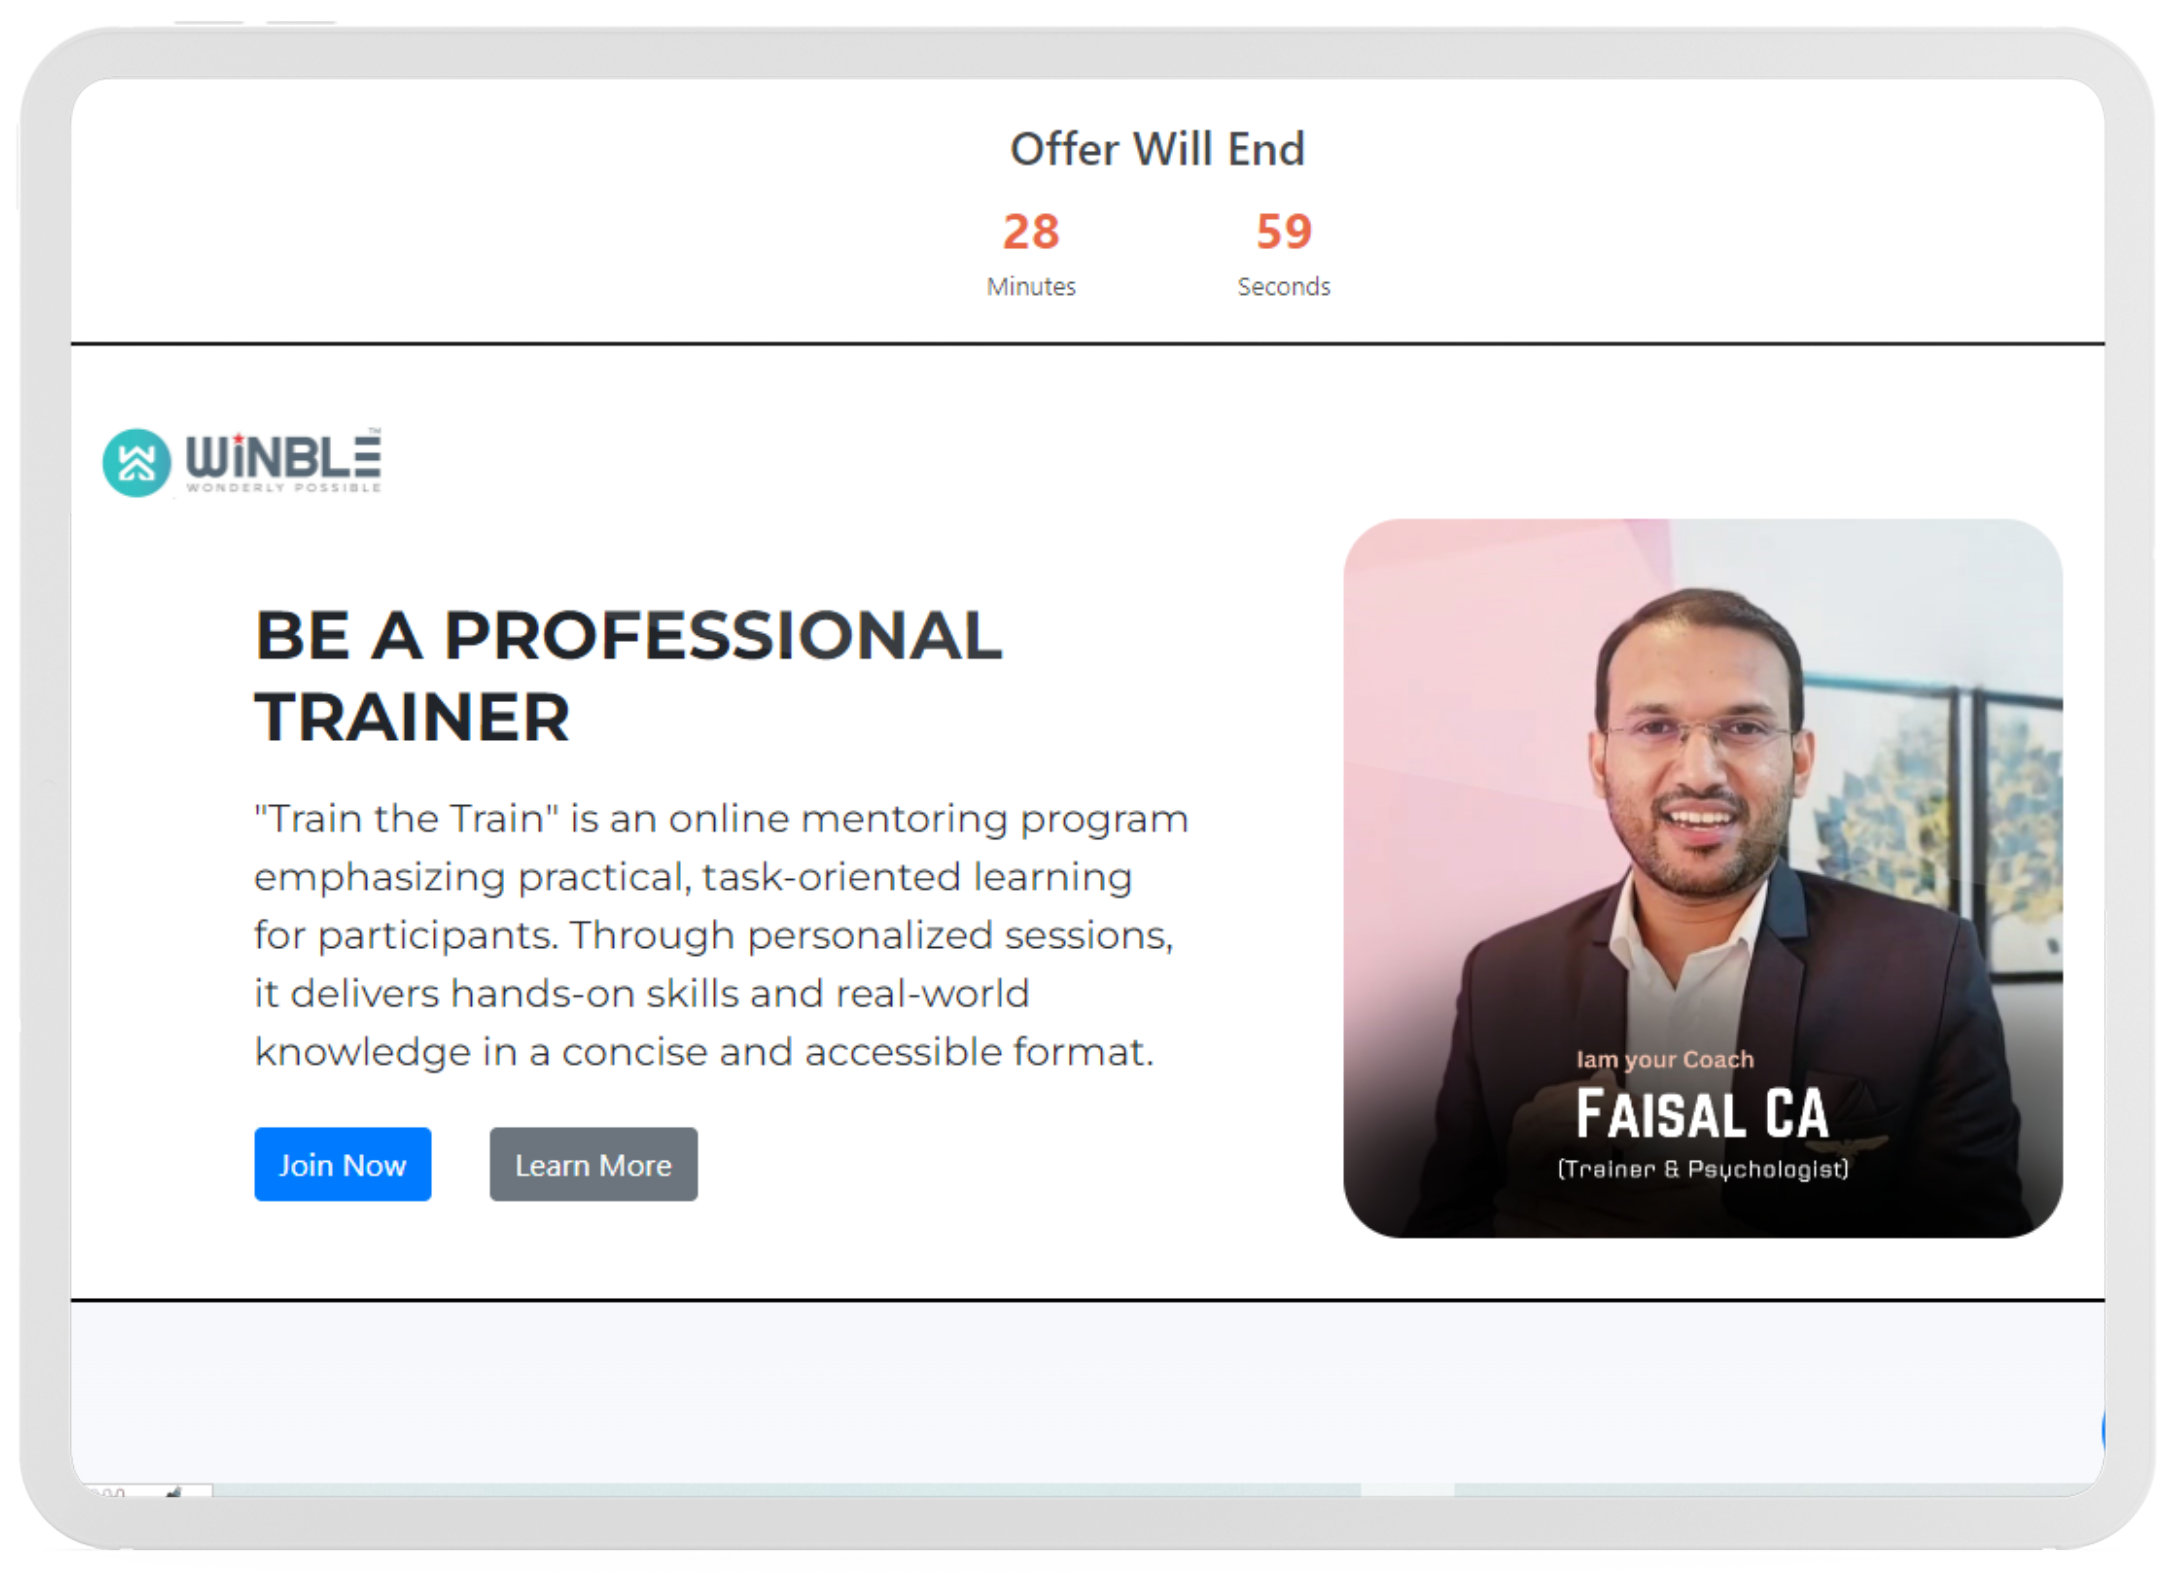 Offer Will End
28 59
Minutes Seconds
WiNBLE™
WONDERLY POSSIBLE
BE A PROFESSIONAL
TRAINER
"Train the Train" is an online mentoring program
emphasizing practical, task-oriented learning
for participants. Through personalized sessions,
it delivers hands-on skills and real-world
knowledge in a concise and accessible format.
Join Now Learn More
Iam your Coach
FAISAL CA
(Trainer & Psychologist)